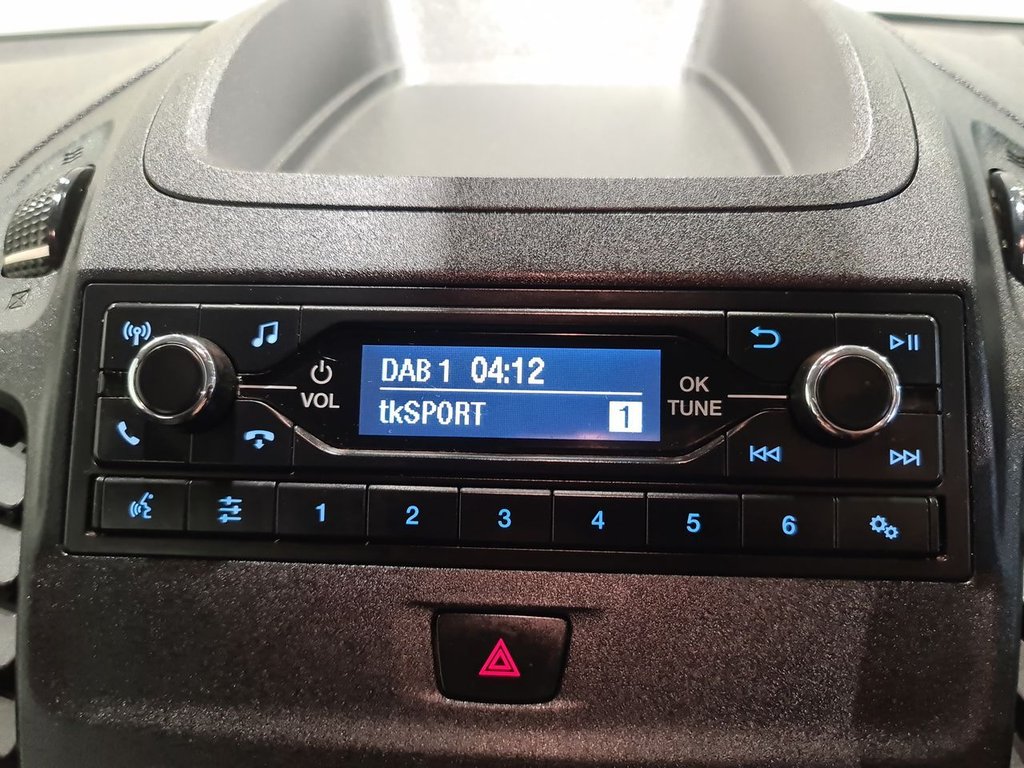 DAB 1 04:12
tkSPORT 1
VOL
OK
TUNE
1 2 3 4 5 6